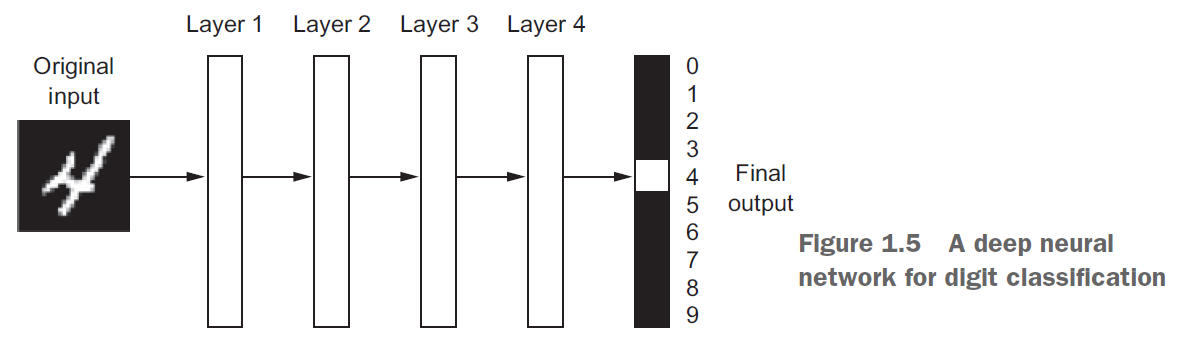 Layer 1 Layer 2 Layer 3 Layer 4
Original
input
0
1
2
3
4
5
6
7
8
9
Final
output
Figure 1.5 A deep neural
network for digit classification